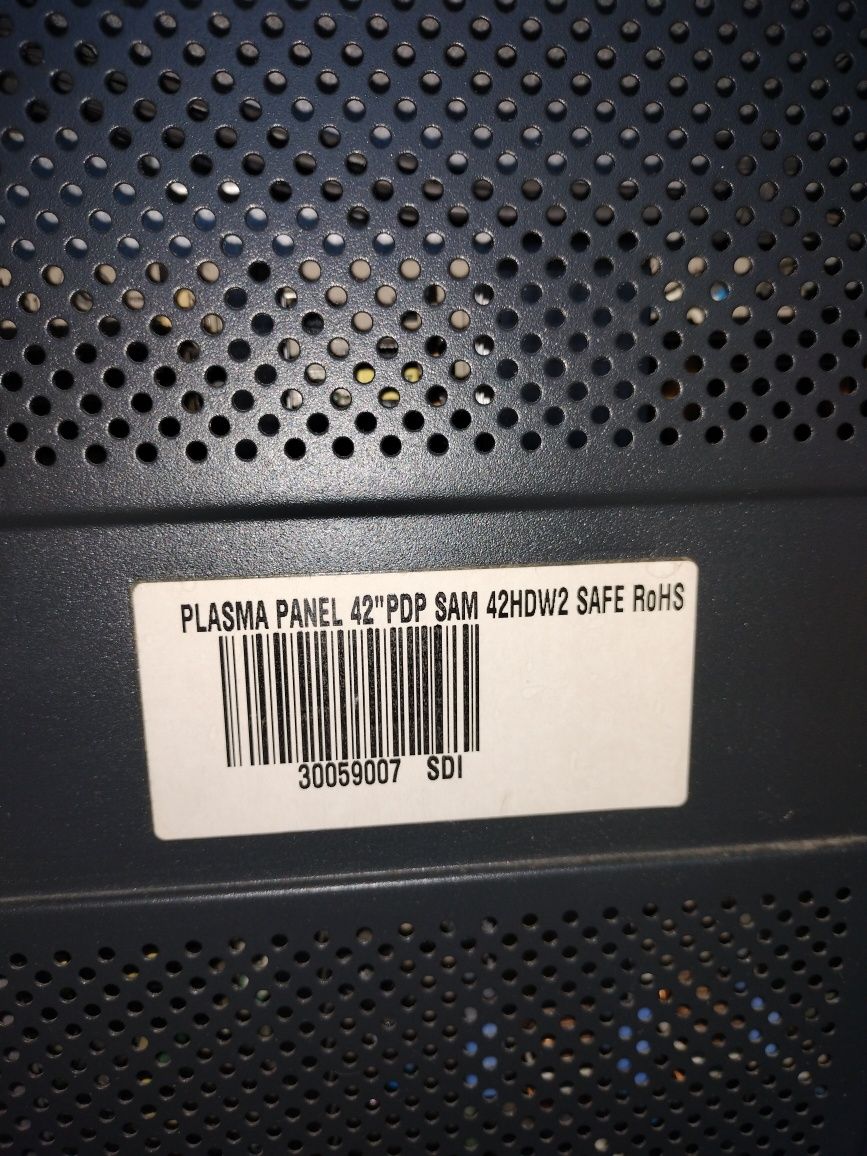 PLASMA PANEL 42"PDP SAM 42HDW2 SAFE RoHS
30059007 SDI